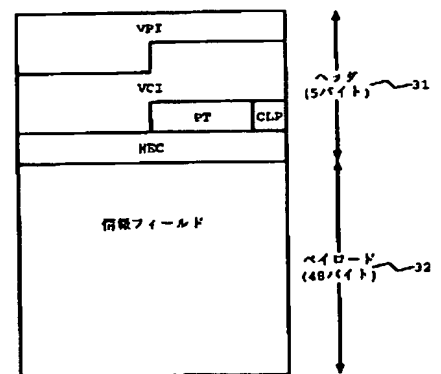 VPI
VCI
PT
CLP
HEC
情報フィールド
ヘッダ
(5バイト)
31
ペイロード
(48バイト)
32